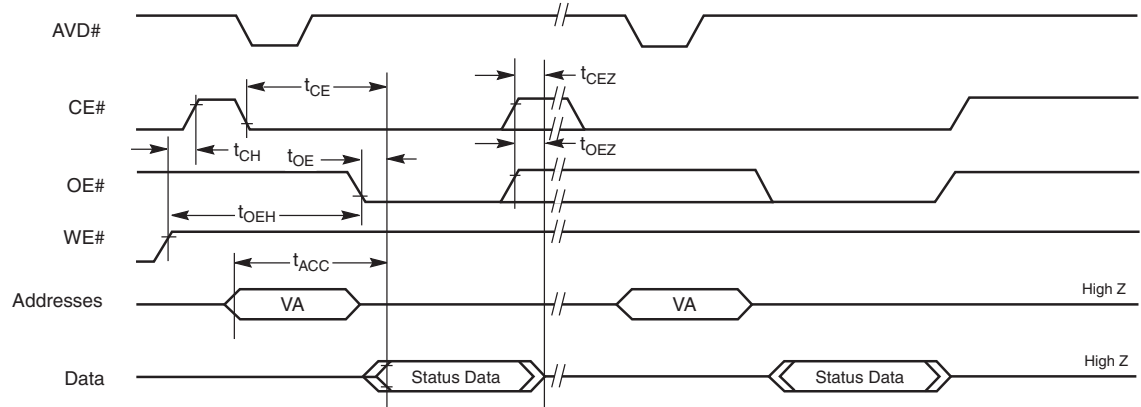 AVD#
tCEZ
tCE
CE#
tCH
tOE
tOEZ
OE#
tOEH
WE#
tACC
Addresses
VA
VA
High Z
Data
Status Data
Status Data
High Z